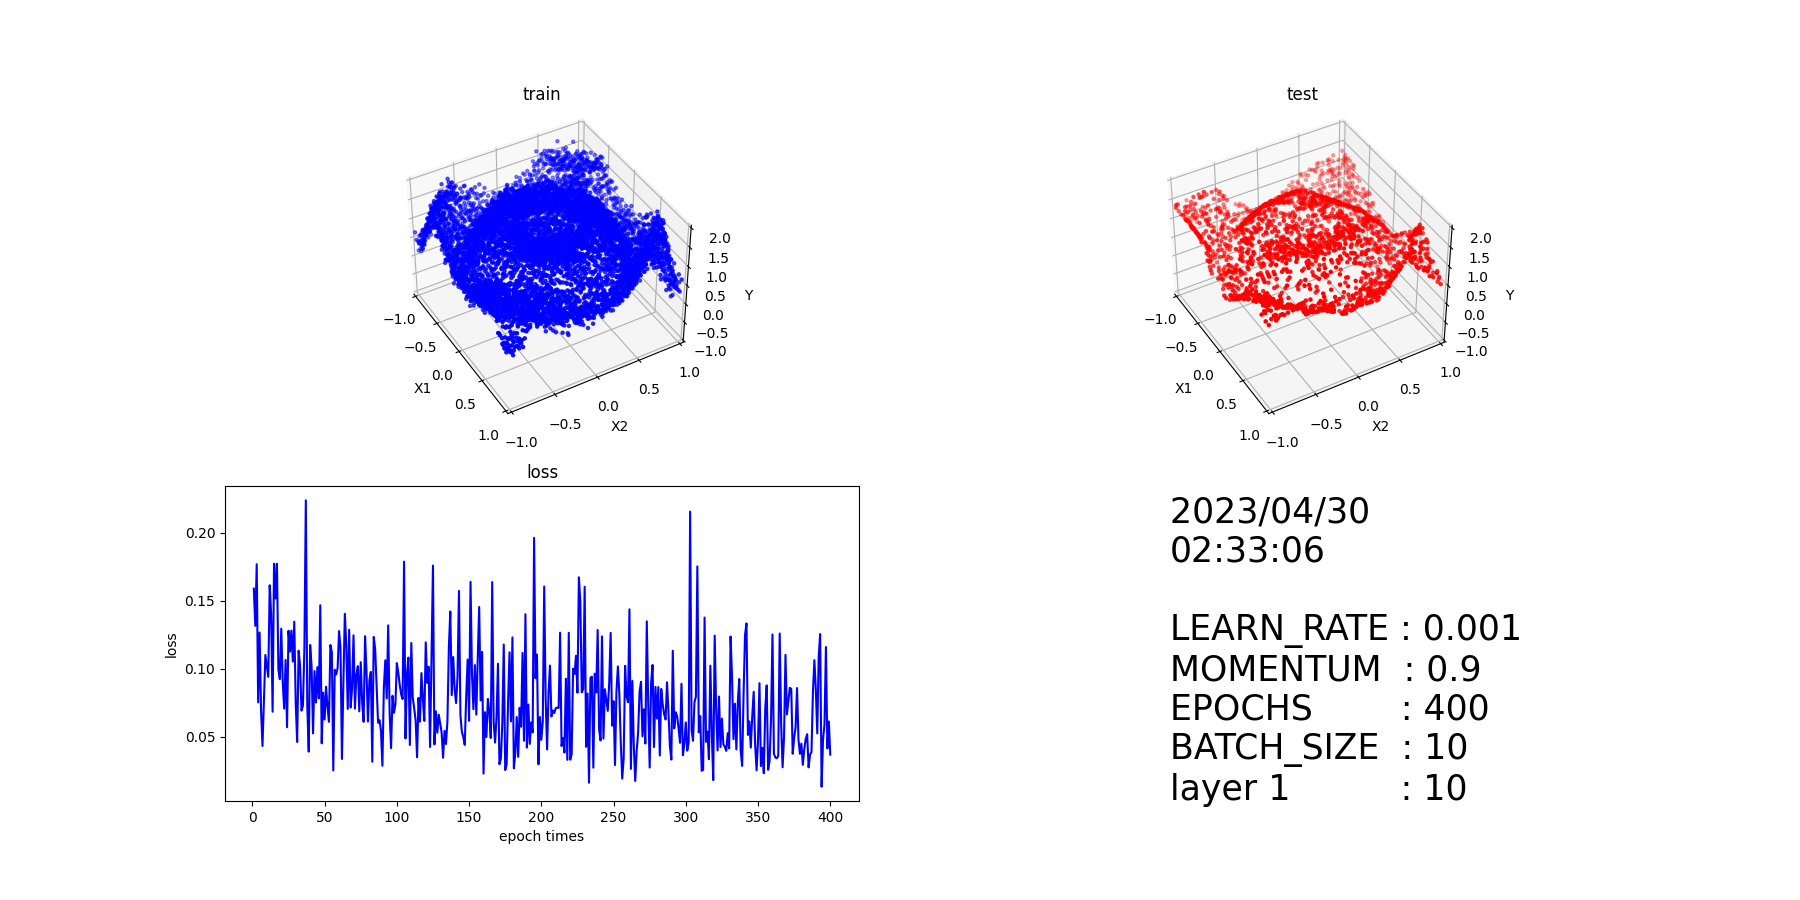 train
2.0
1.5
1.0
0.5
0.0
−0.5
−1.0
Y
−1.0
−0.5
0.0
0.5
1.0
X1
−1.0
−0.5
0.0
0.5
1.0
X2
test
2.0
1.5
1.0
0.5
0.0
−0.5
−1.0
Y
−1.0
−0.5
0.0
0.5
1.0
X1
−1.0
−0.5
0.0
0.5
1.0
X2
loss
0.20
0.15
0.10
0.05
loss
0 50 100 150 200 250 300 350 400
epoch times
2023/04/30
02:33:06
LEARN_RATE : 0.001
MOMENTUM : 0.9
EPOCHS : 400
BATCH_SIZE : 10
layer 1 : 10